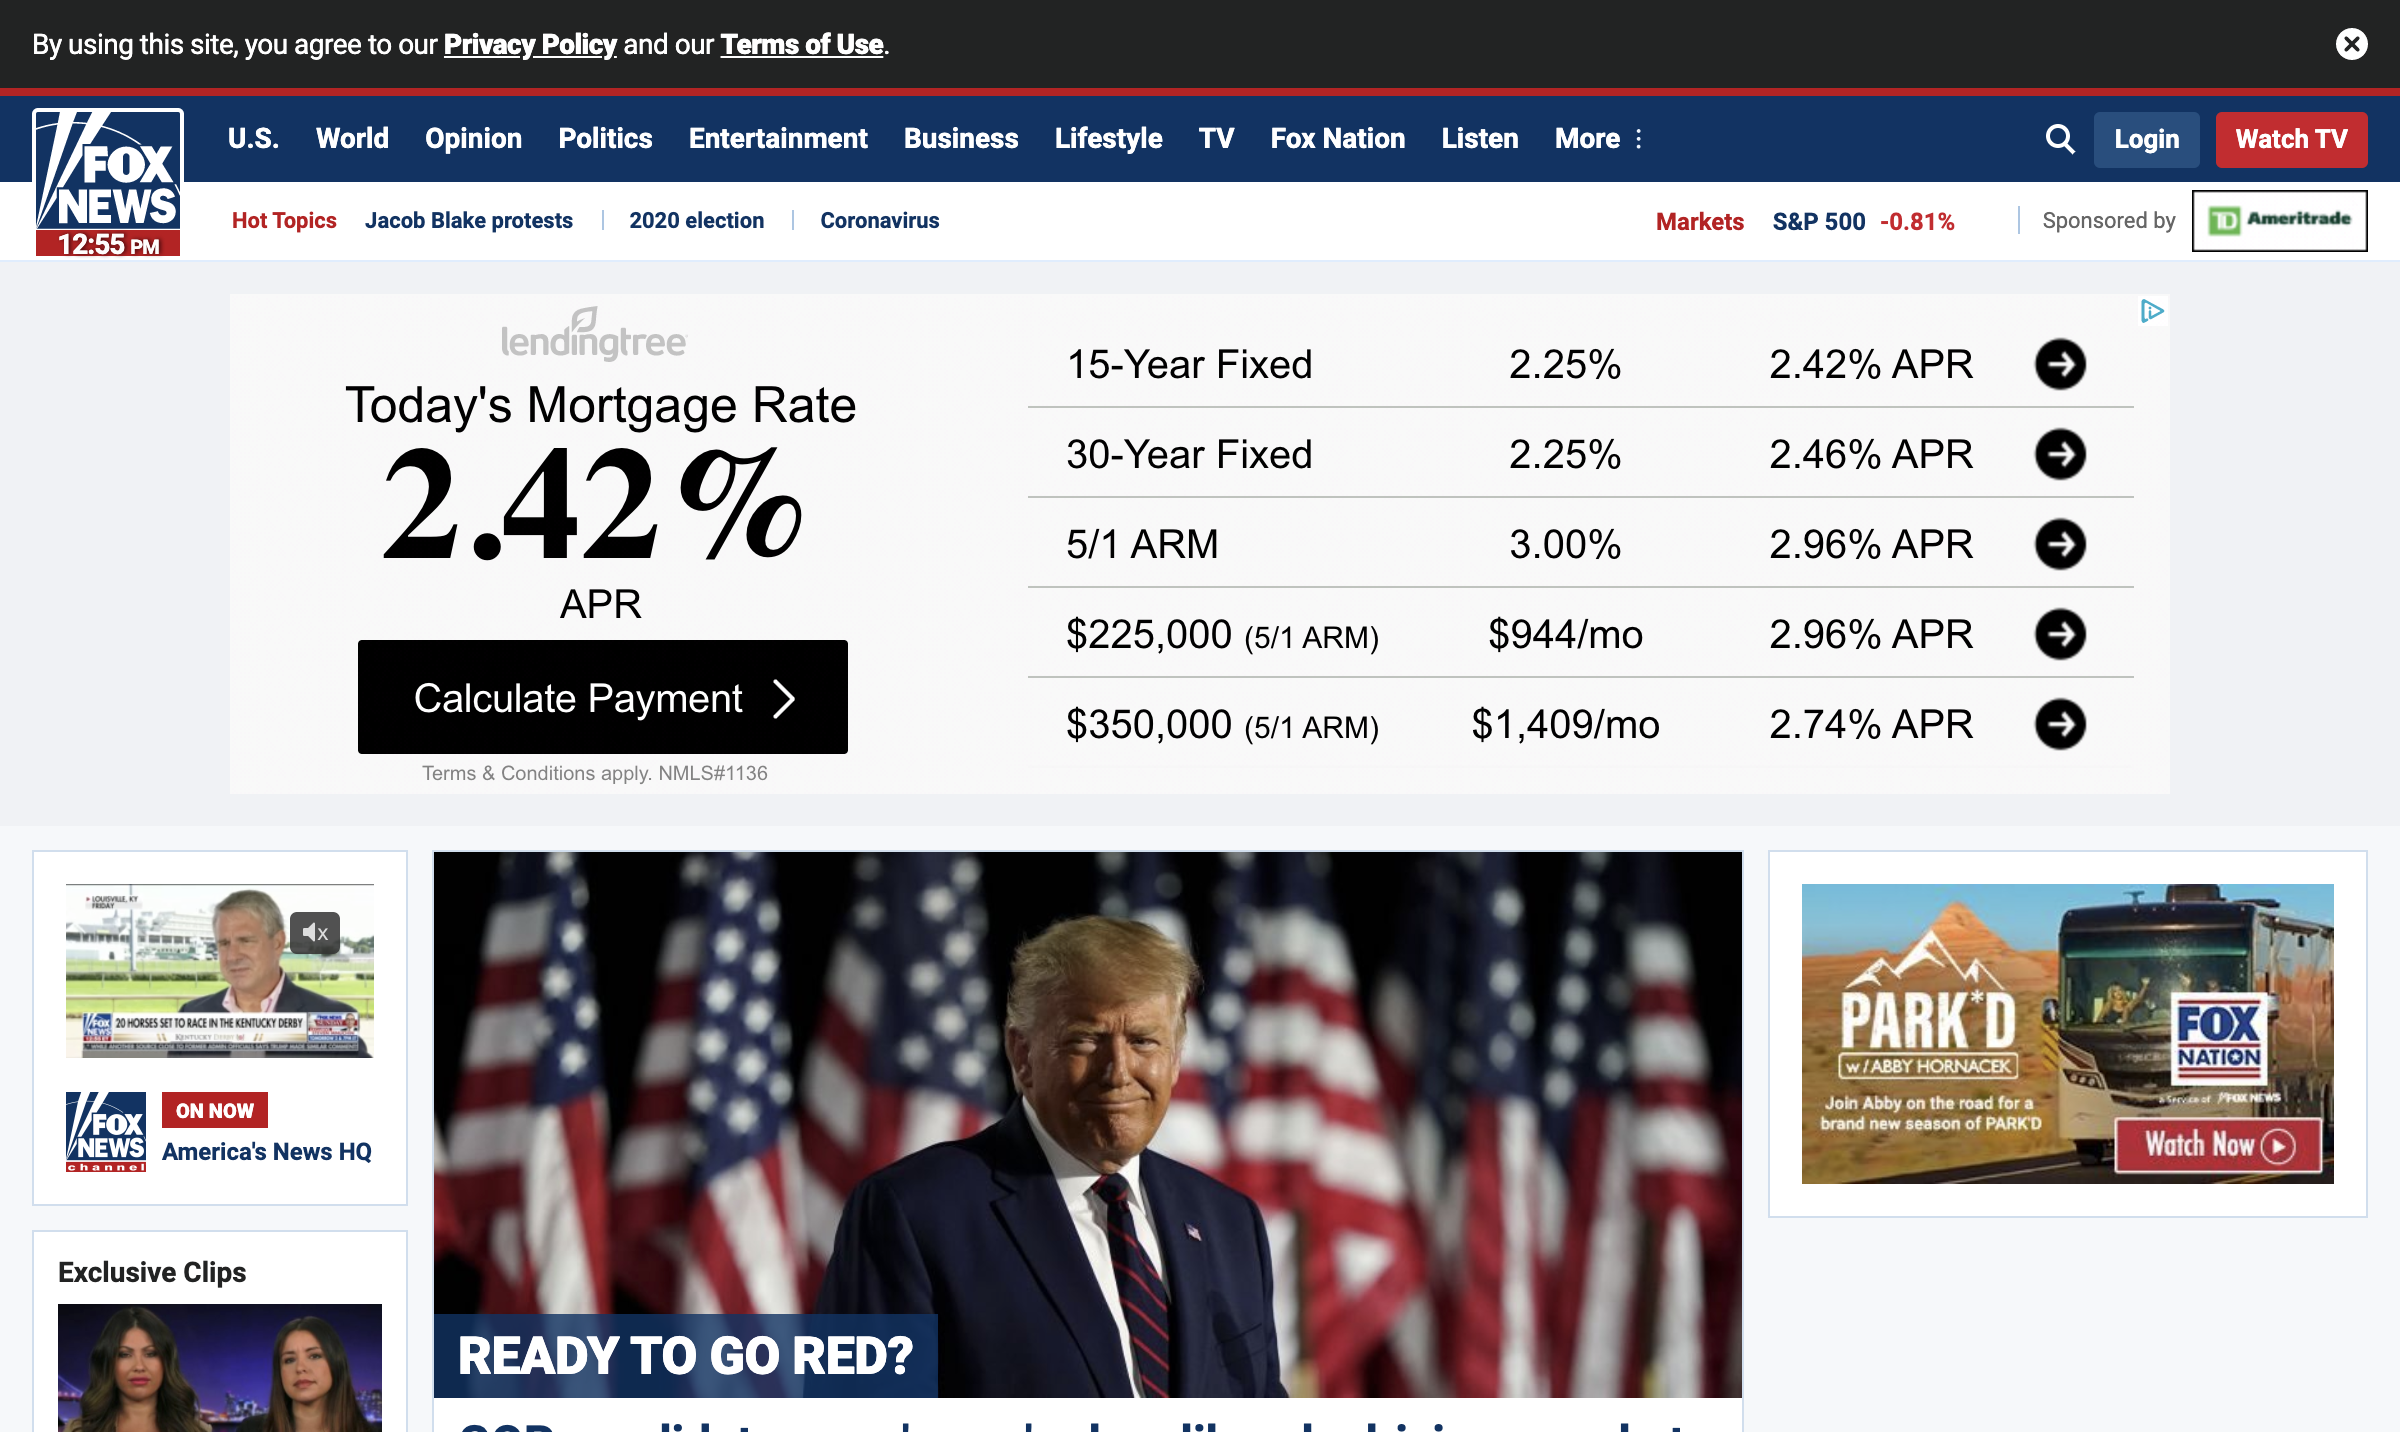 By using this site, you agree to our Privacy Policy and our Terms of Use.
FOX NEWS
12:55 PM
U.S. World Opinion Politics Entertainment Business Lifestyle TV Fox Nation Listen More
Login
Watch TV
Hot Topics Jacob Blake protests 2020 election Coronavirus
Markets S&P 500 -0.81% Sponsored by TD Ameritrade
lendingtree
Today's Mortgage Rate
2.42%
APR
Calculate Payment
Terms & Conditions apply. NMLS#1136
15-Year Fixed 2.25% 2.42% APR
30-Year Fixed 2.25% 2.46% APR
5/1 ARM 3.00% 2.96% APR
$225,000 (5/1 ARM) $944/mo 2.96% APR
$350,000 (5/1 ARM) $1,409/mo 2.74% APR
LOUISVILLE, KY
FRIDAY
FOX NEWS
20 HORSES SET TO RACE IN THE KENTUCKY DERBY
KENTUCKY DERBY
FOX NEWS channel
ON NOW
America's News HQ
Exclusive Clips
READY TO GO RED?
PARK'D
w/ABBY HORNACEK
Join Abby on the road for a
brand new season of PARK'D
FOX NATION
a Service of FOX NEWS
Watch Now